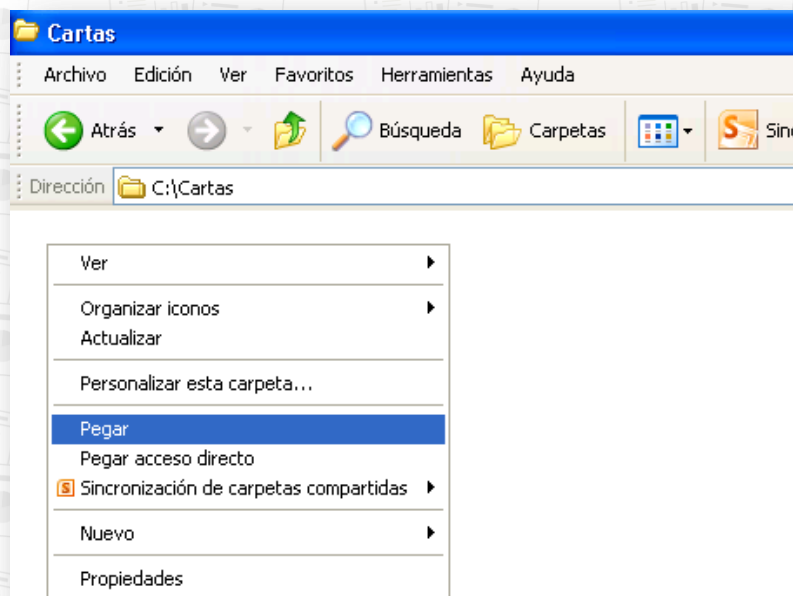 Cartas
Archivo Edición Ver Favoritos Herramientas Ayuda
Atrás Búsqueda Carpetas
Dirección C:\Cartas
Ver
Organizar iconos
Actualizar
Personalizar esta carpeta...
Pegar
Pegar acceso directo
Sincronización de carpetas compartidas
Nuevo
Propiedades